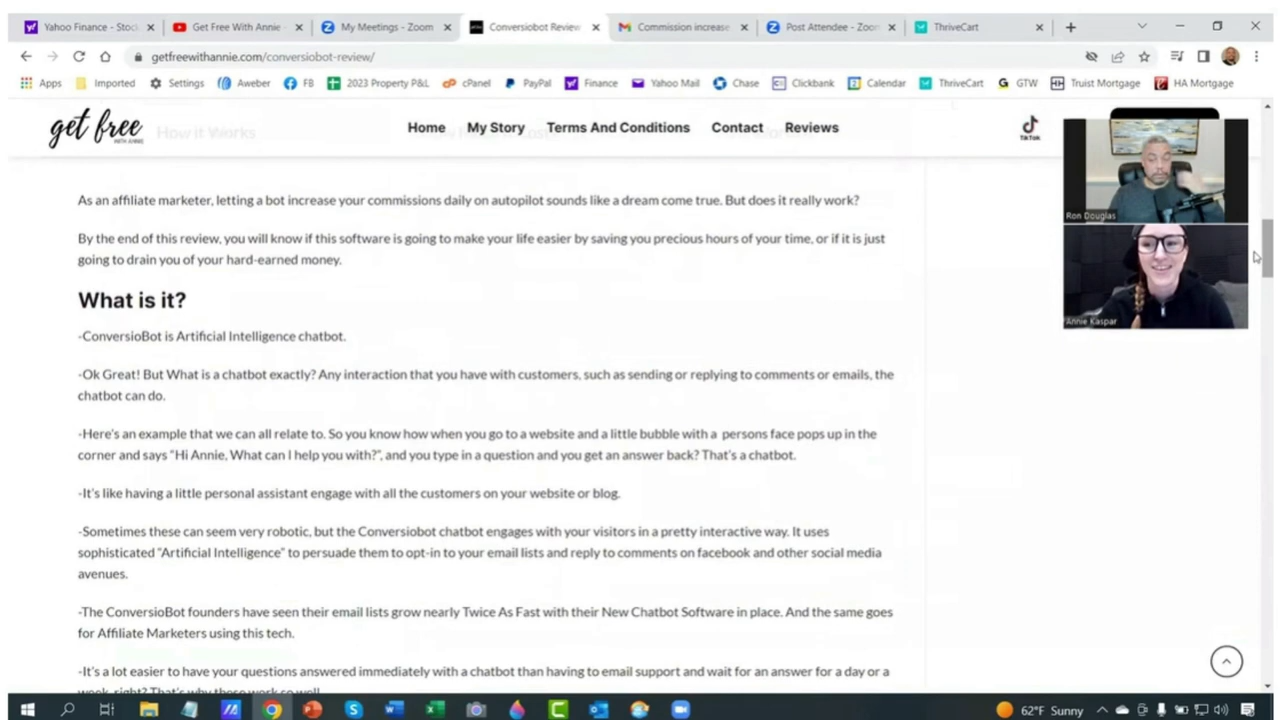 Yahoo Finance - Stoc
Get Free With Annie -
My Meetings - Zoom
Conversiobot Review
Commission increase
Post Attendee - Zoom
ThriveCart
getfreewithannie.com/conversiobot-review/
Apps
Imported
Settings
Aweber
FB
2023 Property P&L
cPanel
PayPal
Finance
Yahoo Mail
Chase
Clickbank
Calendar
ThriveCart
GTW
Truist Mortgage
HA Mortgage
get free
WITH ANNIE
How it Works
Home
My Story
Terms And Conditions
Contact
Reviews
TikTok
As an affiliate marketer, letting a bot increase your commissions daily on autopilot sounds like a dream come true. But does it really work?
By the end of this review, you will know if this software is going to make your life easier by saving you precious hours of your time, or if it is just
going to drain you of your hard-earned money.
What is it?
-ConversioBot is Artificial Intelligence chatbot.
-Ok Great! But What is a chatbot exactly? Any interaction that you have with customers, such as sending or replying to comments or emails, the
chatbot can do.
-Here's an example that we can all relate to. So you know how when you go to a website and a little bubble with a persons face pops up in the
corner and says "Hi Annie, What can I help you with?", and you type in a question and you get an answer back? That's a chatbot.
-It's like having a little personal assistant engage with all the customers on your website or blog.
-Sometimes these can seem very robotic, but the Conversiobot chatbot engages with your visitors in a pretty interactive way. It uses
sophisticated "Artificial Intelligence" to persuade them to opt-in to your email lists and reply to comments on facebook and other social media
avenues.
-The ConversioBot founders have seen their email lists grow nearly Twice As Fast with their New Chatbot Software in place. And the same goes
for Affiliate Marketers using this tech.
-It's a lot easier to have your questions answered immediately with a chatbot than having to email support and wait for an answer for a day or a
week, right? That's why these work so well.
Ron Douglas
Annie Kaspar
62°F Sunny